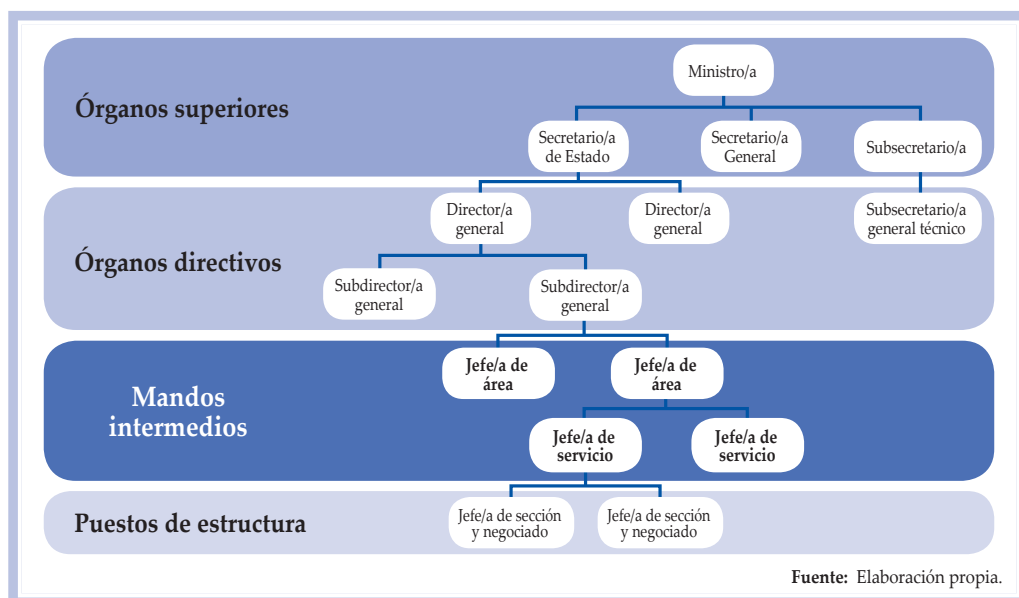 Ministro/a
Órganos superiores
Secretario/a
de Estado
Secretario/a
General
Subsecretario/a
Director/a
general
Director/a
general
Subsecretario/a
general técnico
Órganos directivos
Subdirector/a
general
Subdirector/a
general
Jefe/a de
área
Jefe/a de
área
Mandos
intermedios
Jefe/a de
servicio
Jefe/a de
servicio
Puestos de estructura
Jefe/a de sección
y negociado
Jefe/a de sección
y negociado
Fuente: Elaboración propia.